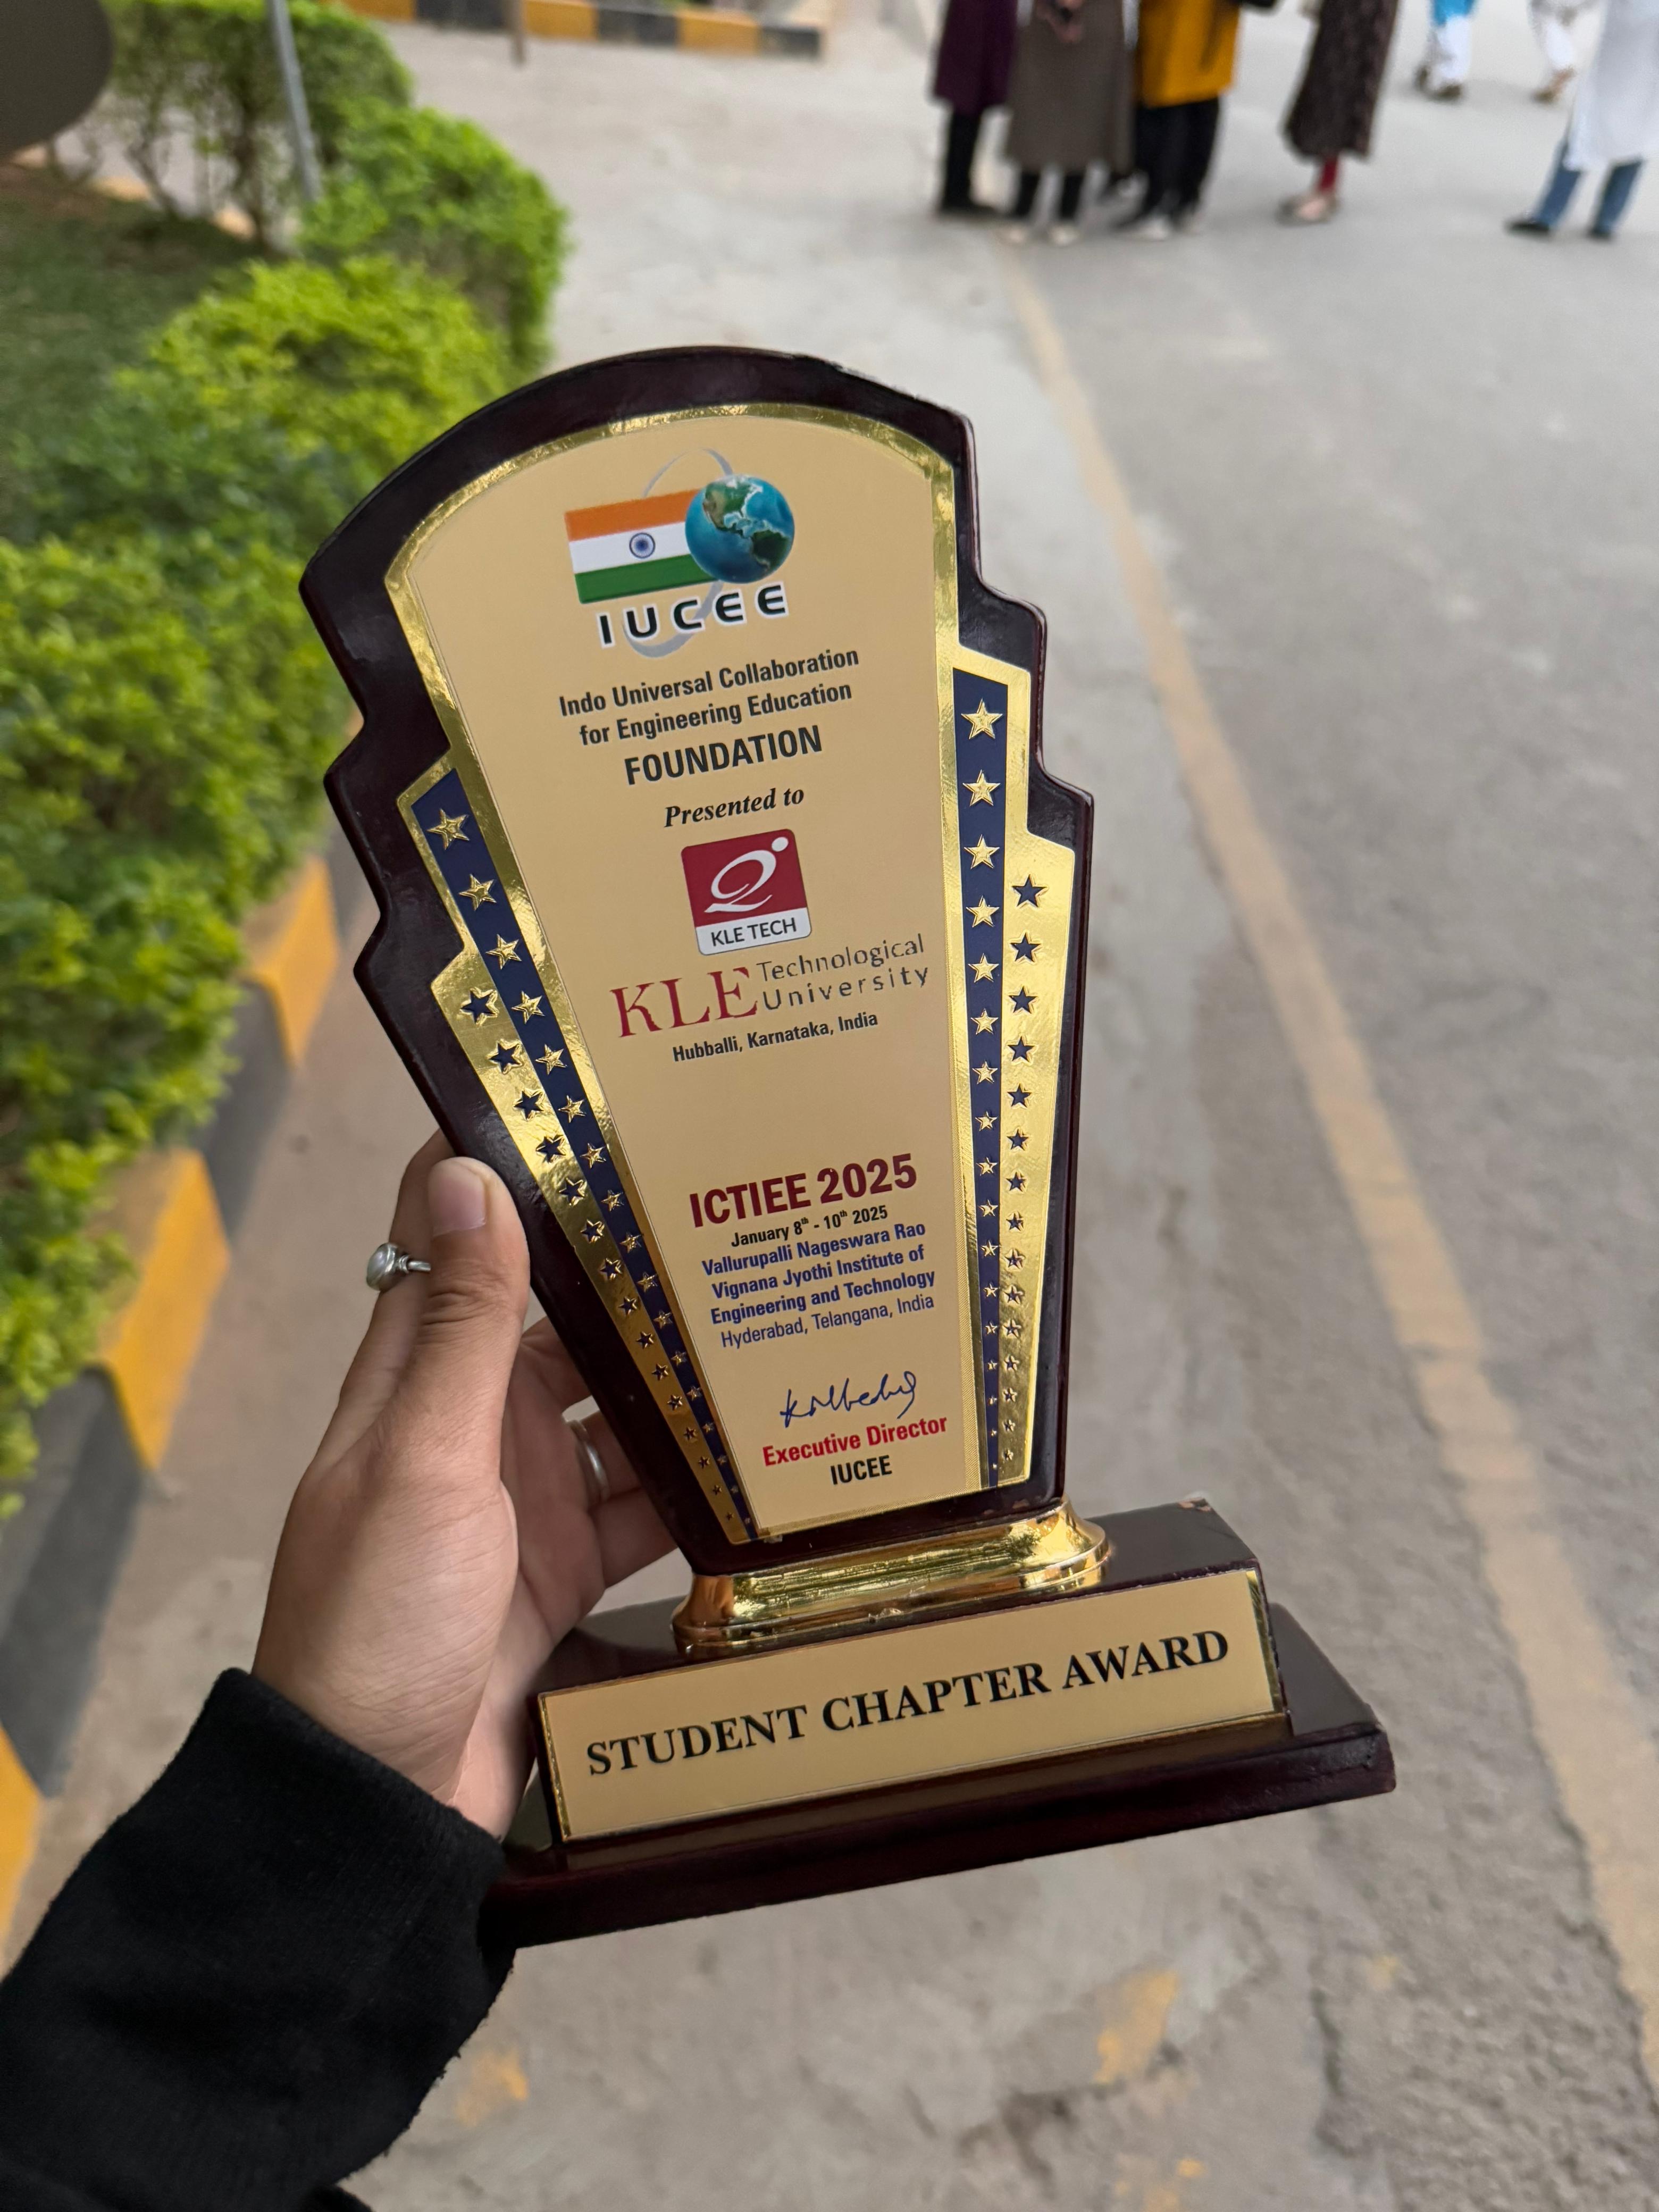 IUCEE
Indo Universal Collaboration
for Engineering Education
FOUNDATION
Presented to
KLE TECH
KLE Technological
University
Hubballi, Karnataka, India
ICTIEE 2025
January 8th - 10th 2025
Vallurupalli Nageswara Rao
Vignana Jyothi Institute of
Engineering and Technology
Hyderabad, Telangana, India
Executive Director
IUCEE
STUDENT CHAPTER AWARD